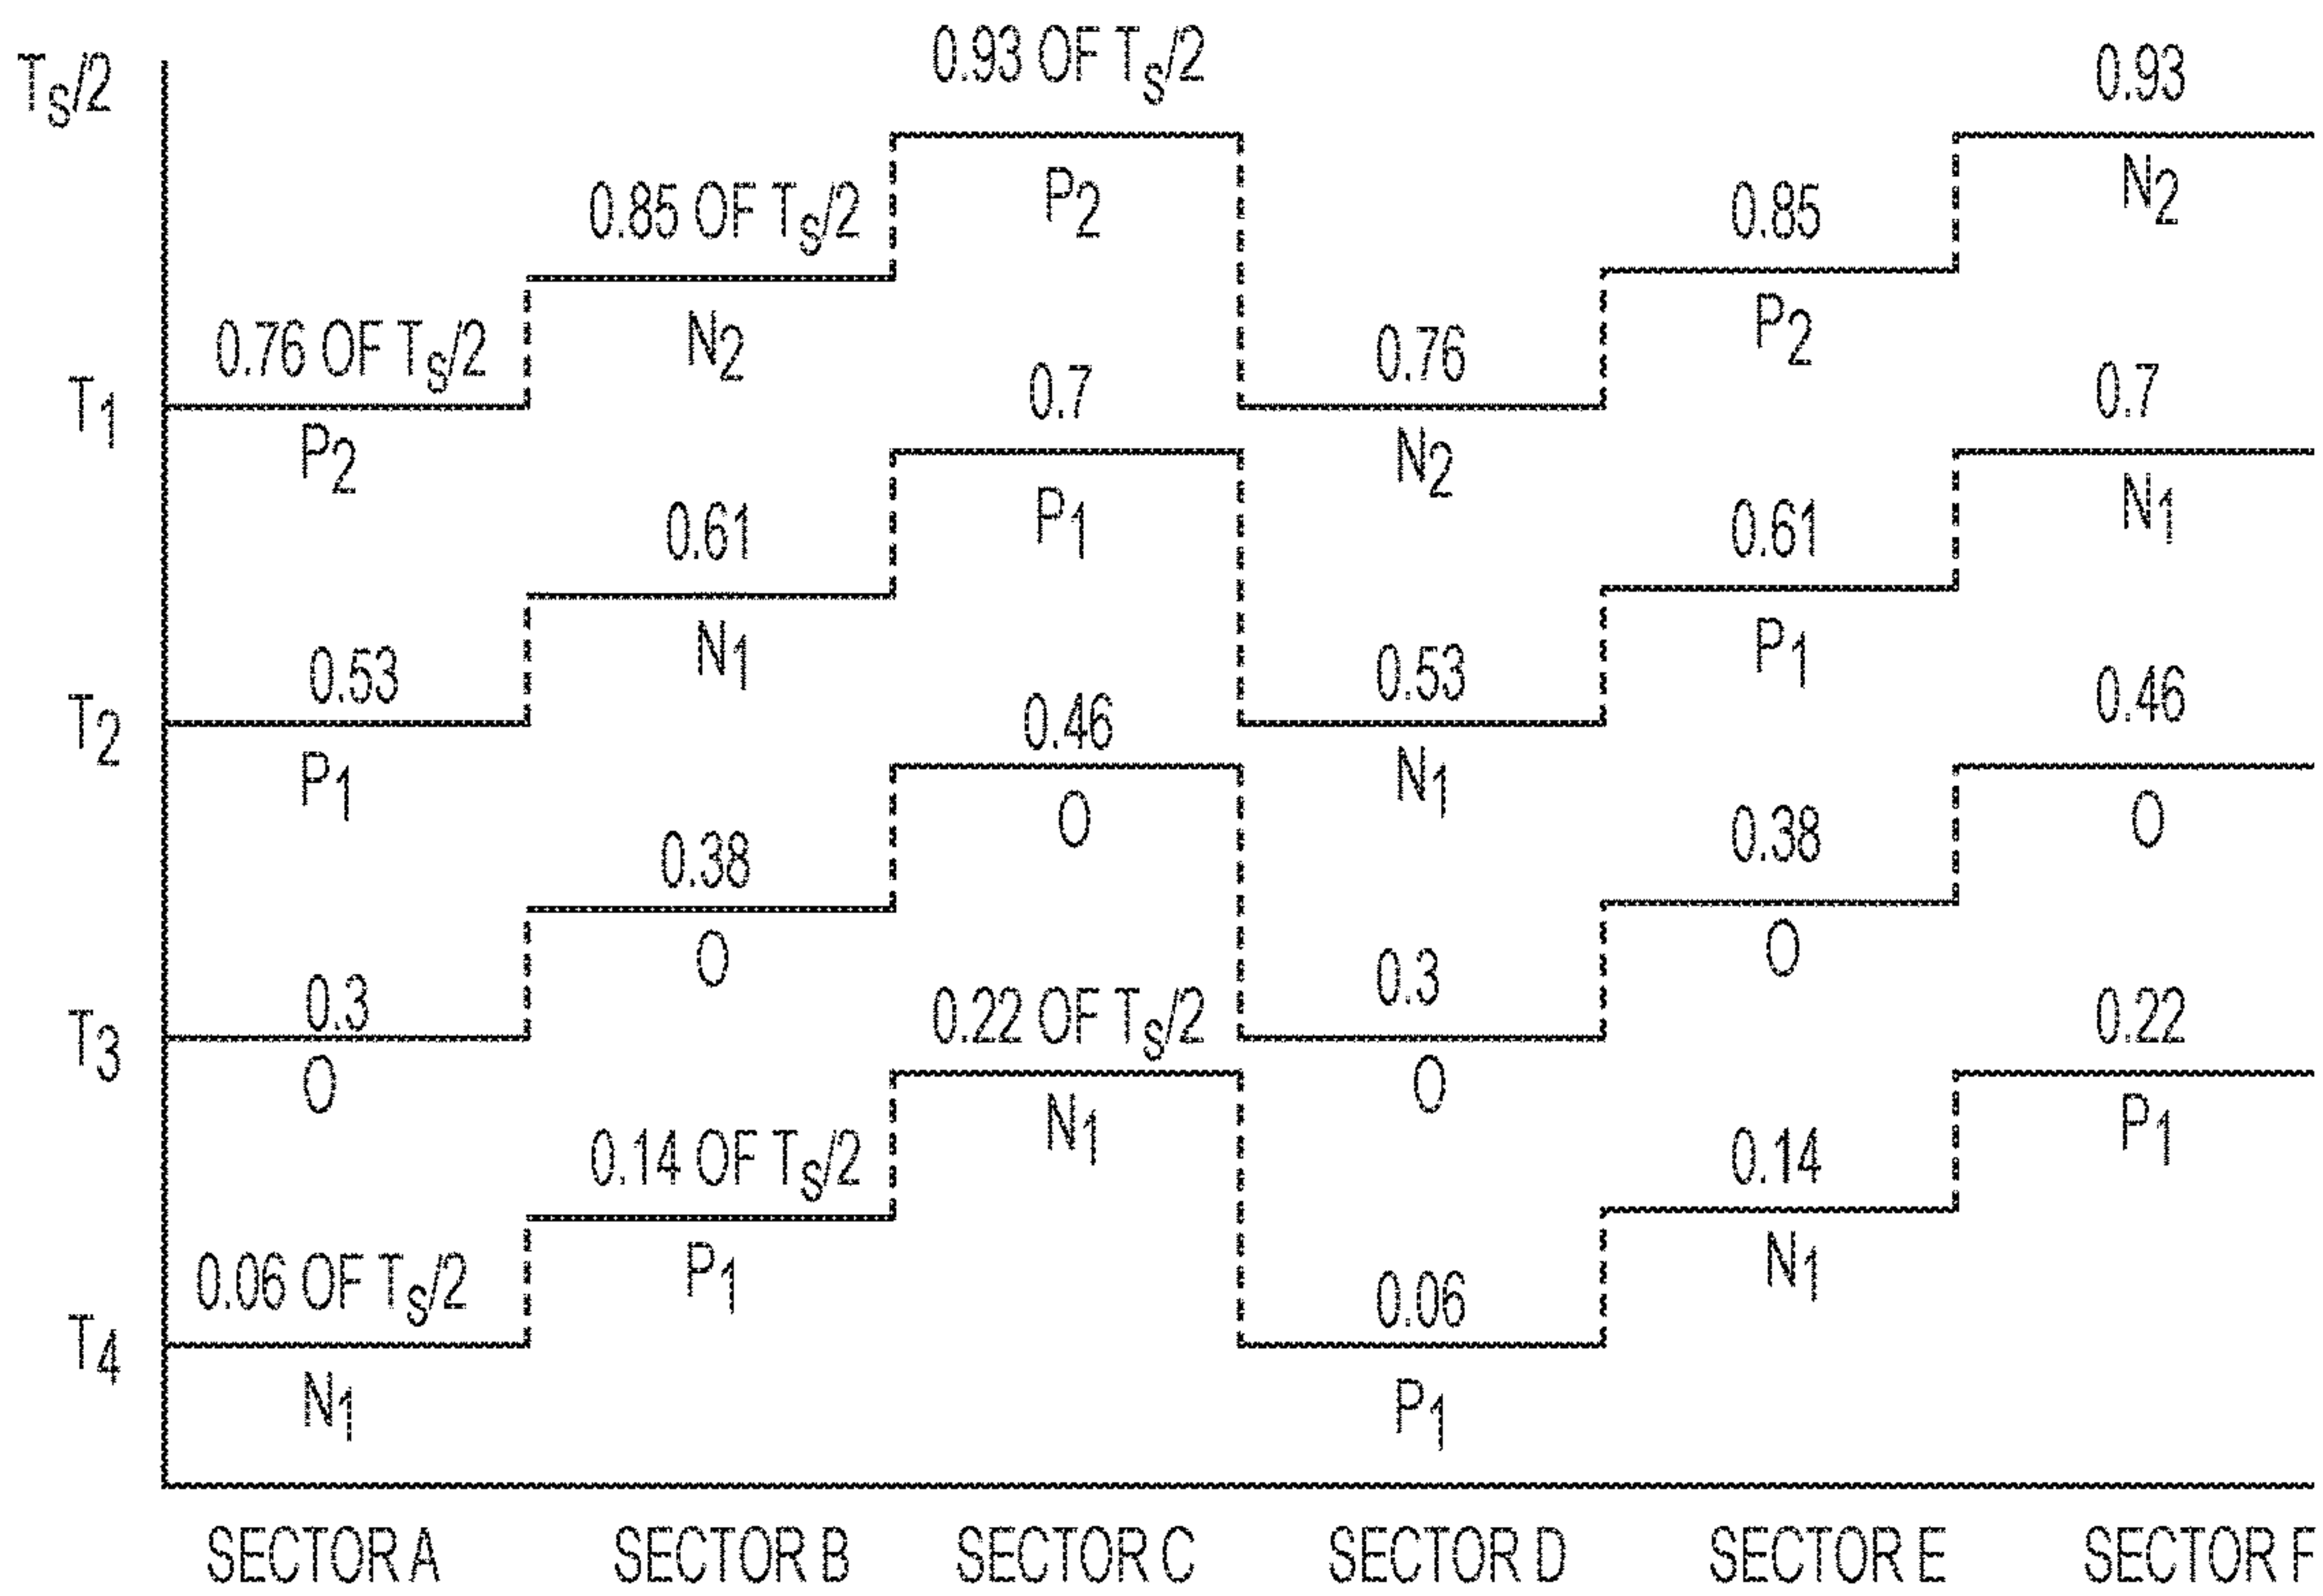 0.93 OF TS/2
0.93
TS/2
P2
N2
0.85 OF TS/2
0.85
N2
P2
0.76 OF TS/2
0.76
T1
P2
N2
0.7
0.7
P1
N1
0.61
0.61
N1
P1
0.53
0.53
T2
P1
N1
0.46
0.46
O
O
0.38
0.38
O
O
0.3
0.3
T3
O
O
0.22 OF TS/2
0.22
N1
P1
0.14 OF TS/2
0.14
P1
N1
0.06 OF TS/2
0.06
T4
N1
P1
SECTOR A SECTOR B SECTOR C SECTOR D SECTOR E SECTOR F